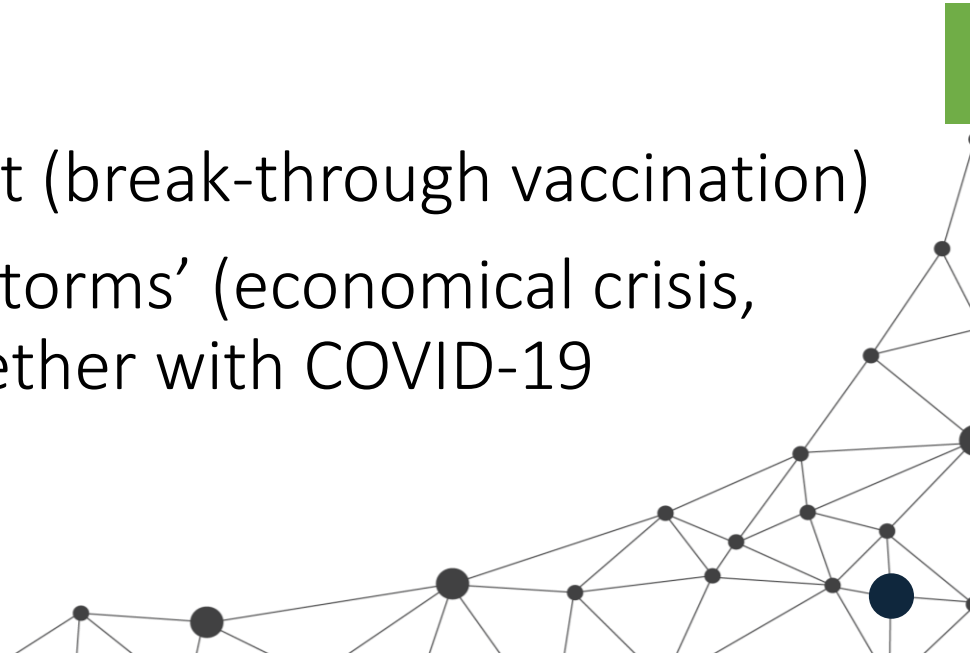 t (break-through vaccination)
torms’ (economical crisis,
ether with COVID-19